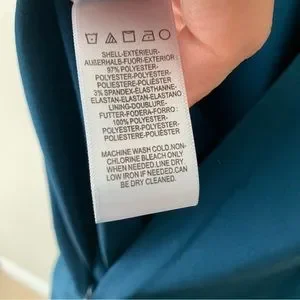 SHELL-EXTÉRIEUR-
AUẞERHALB-FUORI-EXTERIOR :
97% POLYESTER-
POLYESTER-POLYESTER-
POLIESTERE-POLIÉSTER
3% SPANDEX-ÉLASTHANNE-
ELASTAN-ELASTAN-ELASTANO
LINING-DOUBLURE-
FUTTER-FODERA-FORRO :
100% POLYESTER-
POLYESTER-POLYESTER-
POLIESTERE-POLIÉSTER
MACHINE WASH COLD.NON-
CHLORINE BLEACH ONLY
WHEN NEEDED.LINE DRY
LOW IRON IF NEEDED.CAN
BE DRY CLEANED.